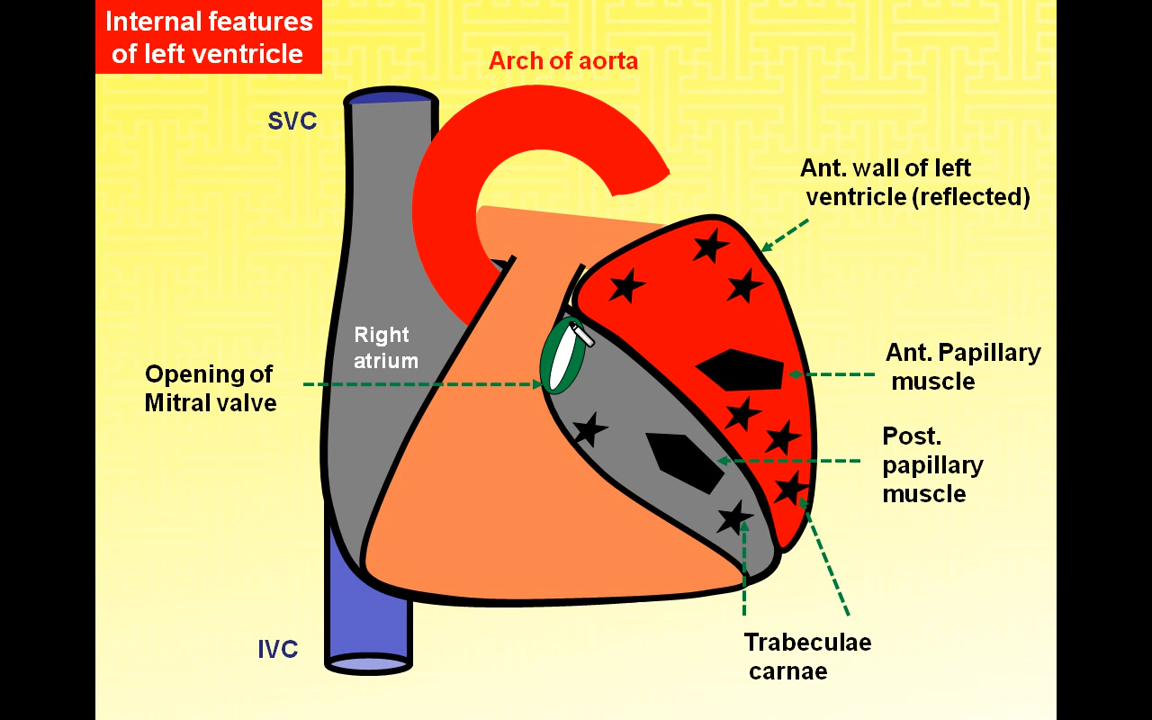 Internal features
of left ventricle
Arch of aorta
SVC
Ant. wall of left
ventricle (reflected)
Right
atrium
Opening of
Mitral valve
Ant. Papillary
muscle
Post.
papillary
muscle
IVC
Trabeculae
carnae